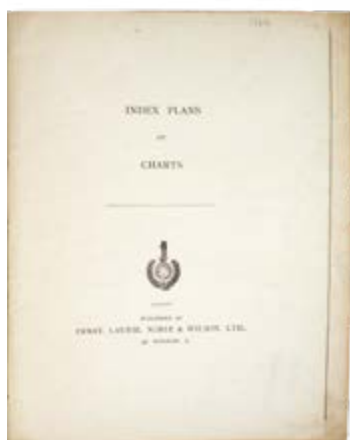 INDEX PLANS
OF
CHARTS
PUBLISHED BY
IMRAY, LAURIE, NORIE & WILSON, LTD.,